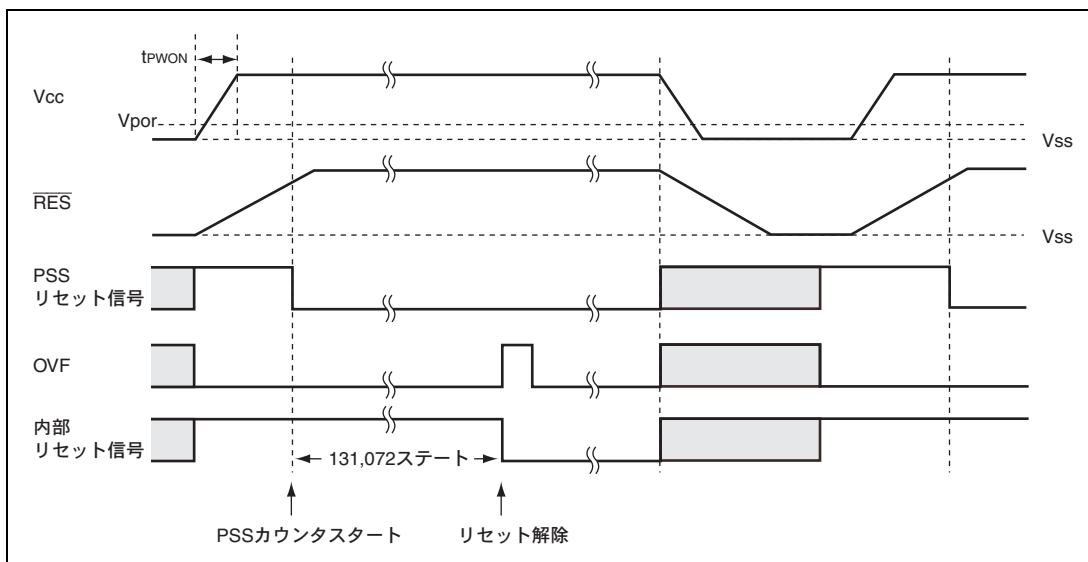 tPWON
Vcc
Vpor
Vss
RES
Vss
PSS
リセット信号
OVF
内部
リセット信号
131,072ステート
PSSカウンタスタート
リセット解除